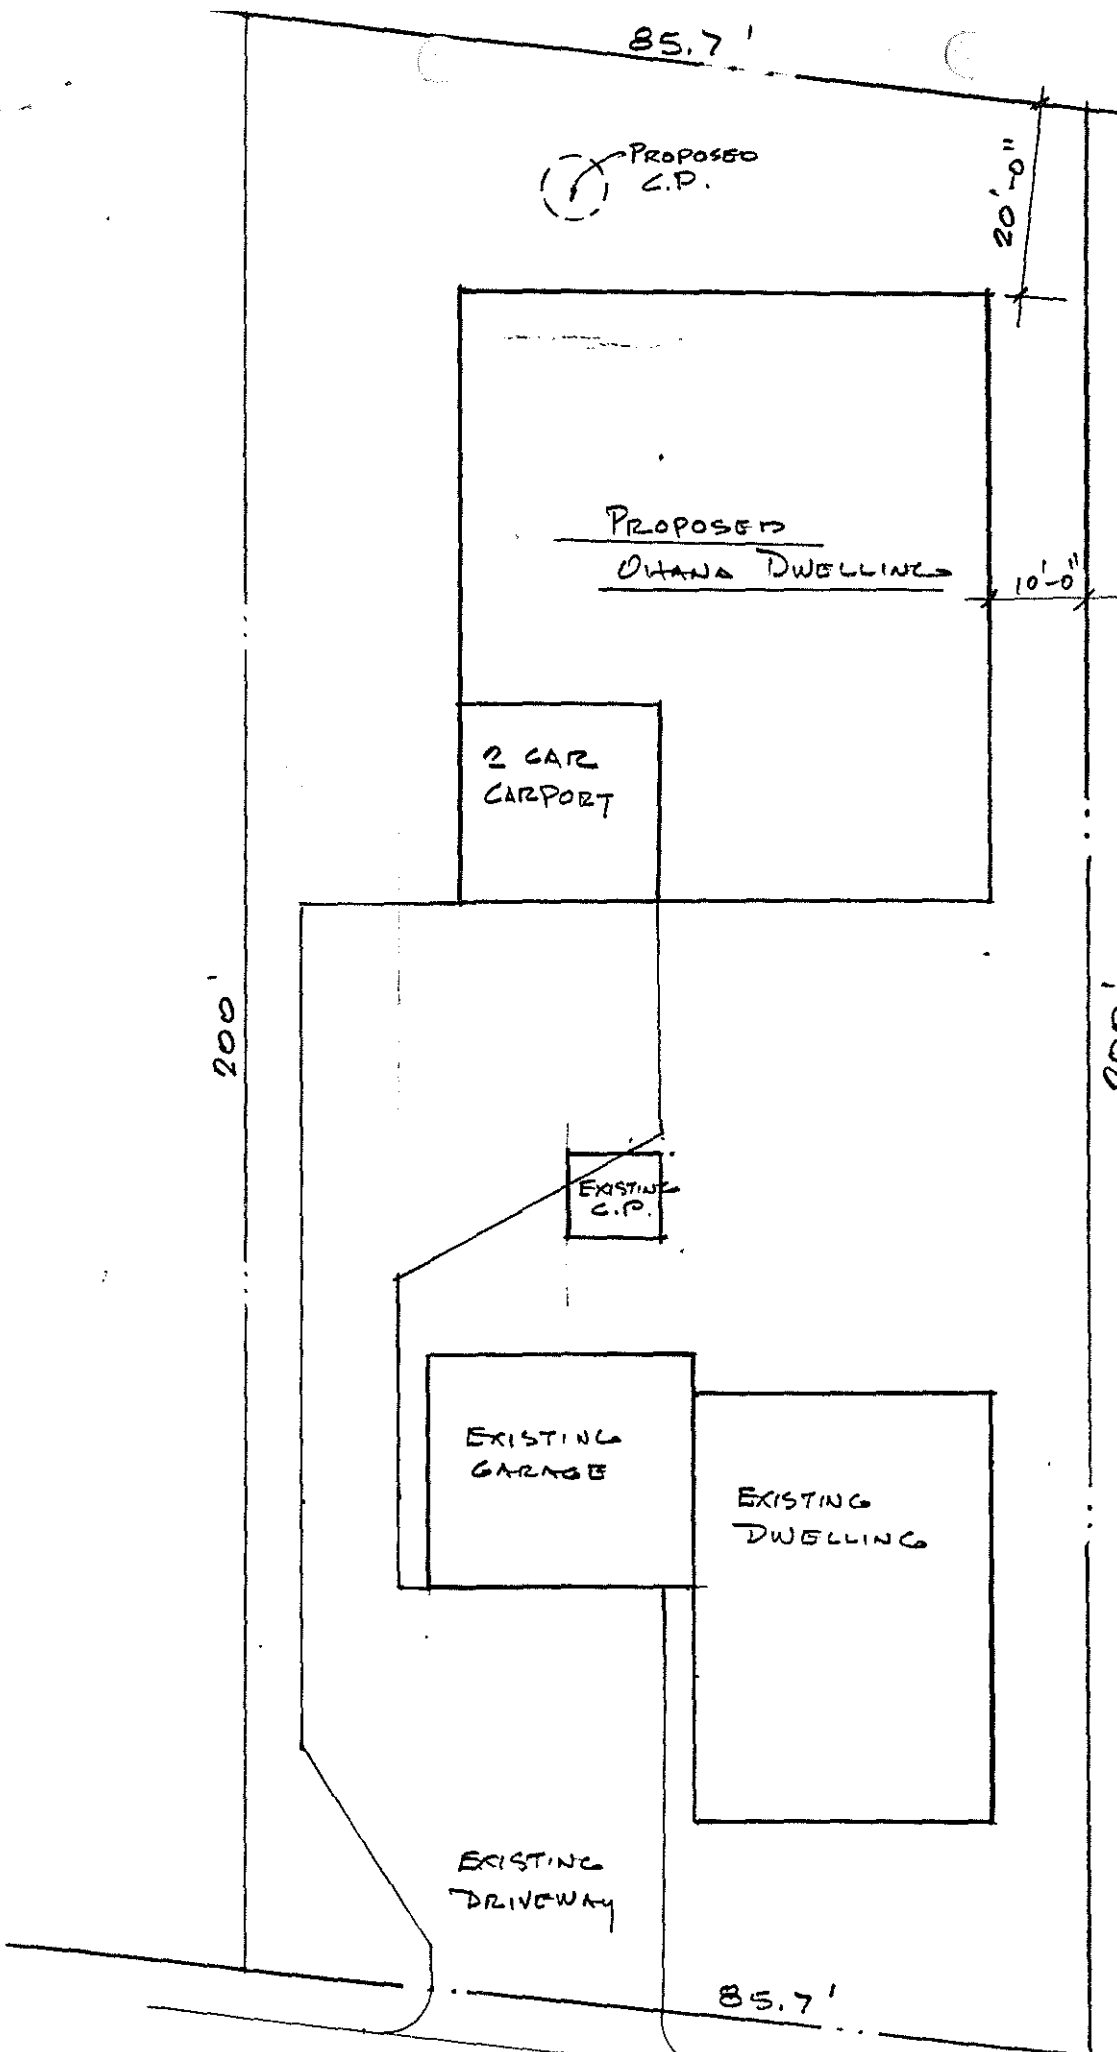 85.7'
PROPOSED
C.P.
20'-0"
PROPOSED
OHANA DWELLING
10'-0"
2 CAR
CARPORT
200'
200'
EXISTING
C.P.
EXISTING
GARAGE
EXISTING
DWELLING
EXISTING
DRIVEWAY
85.7'